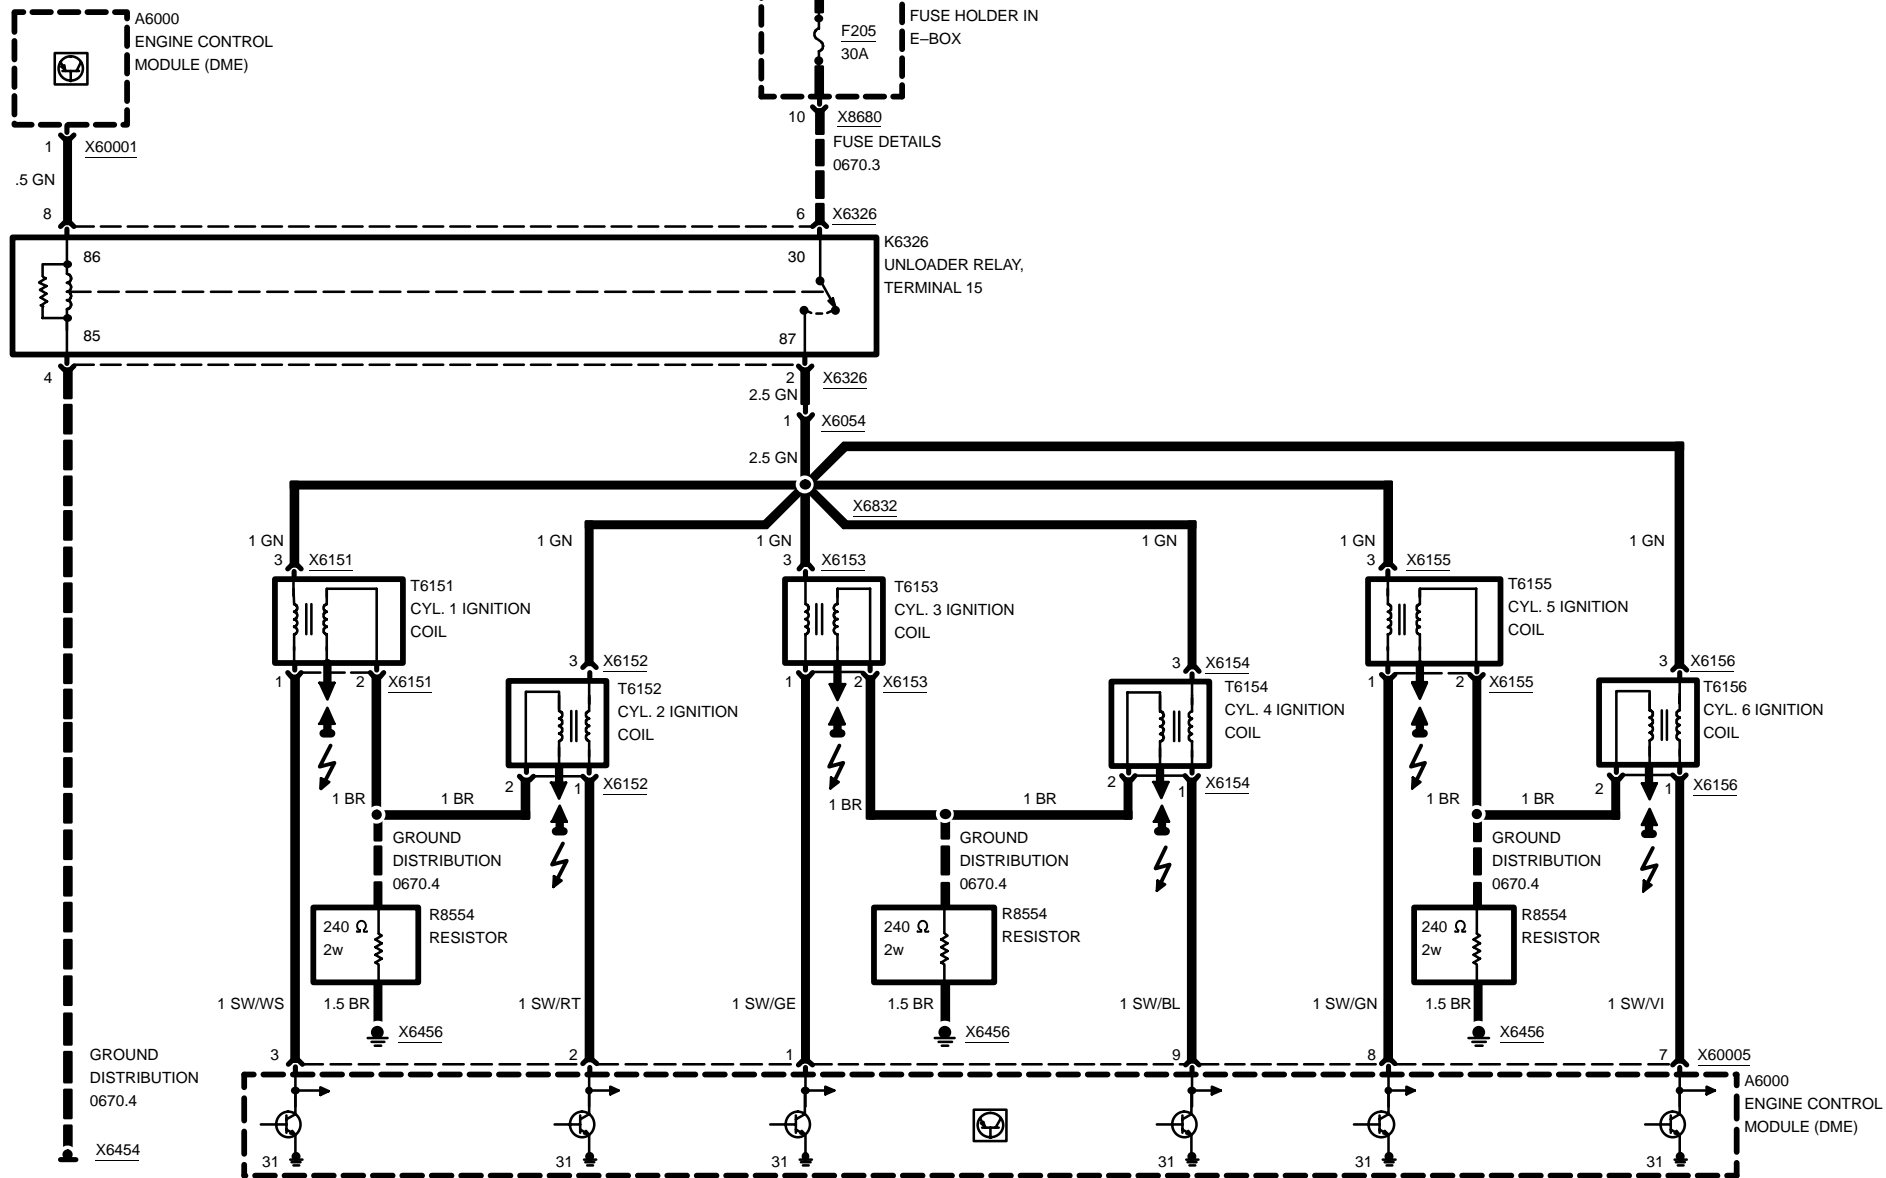 A6000
ENGINE CONTROL
MODULE (DME)
FUSE HOLDER IN
E–BOX
F205
30A
1
X60001
10
X8680
FUSE DETAILS
0670.3
.5 GN
8
6
X6326
K6326
UNLOADER RELAY,
TERMINAL 15
86
30
85
87
4
2
X6326
2.5 GN
1
X6054
2.5 GN
X6832
1 GN
1 GN
1 GN
1 GN
1 GN
1 GN
3
X6151
3
X6153
3
X6155
T6151
CYL. 1 IGNITION
COIL
T6153
CYL. 3 IGNITION
COIL
T6155
CYL. 5 IGNITION
COIL
3
X6152
3
X6154
3
X6156
1
2
X6151
1
2
X6153
1
2
X6155
T6152
CYL. 2 IGNITION
COIL
T6154
CYL. 4 IGNITION
COIL
T6156
CYL. 6 IGNITION
COIL
2
1
X6152
2
1
X6154
2
1
X6156
1 BR
1 BR
1 BR
1 BR
1 BR
1 BR
GROUND
DISTRIBUTION
0670.4
GROUND
DISTRIBUTION
0670.4
GROUND
DISTRIBUTION
0670.4
240 Ω
2w
R8554
RESISTOR
240 Ω
2w
R8554
RESISTOR
240 Ω
2w
R8554
RESISTOR
1 SW/WS
1.5 BR
1 SW/RT
1 SW/GE
1.5 BR
1 SW/BL
1 SW/GN
1.5 BR
1 SW/VI
X6456
X6456
X6456
GROUND
DISTRIBUTION
0670.4
3
2
1
9
8
7
X60005
A6000
ENGINE CONTROL
MODULE (DME)
X6454
31
31
31
31
31
31